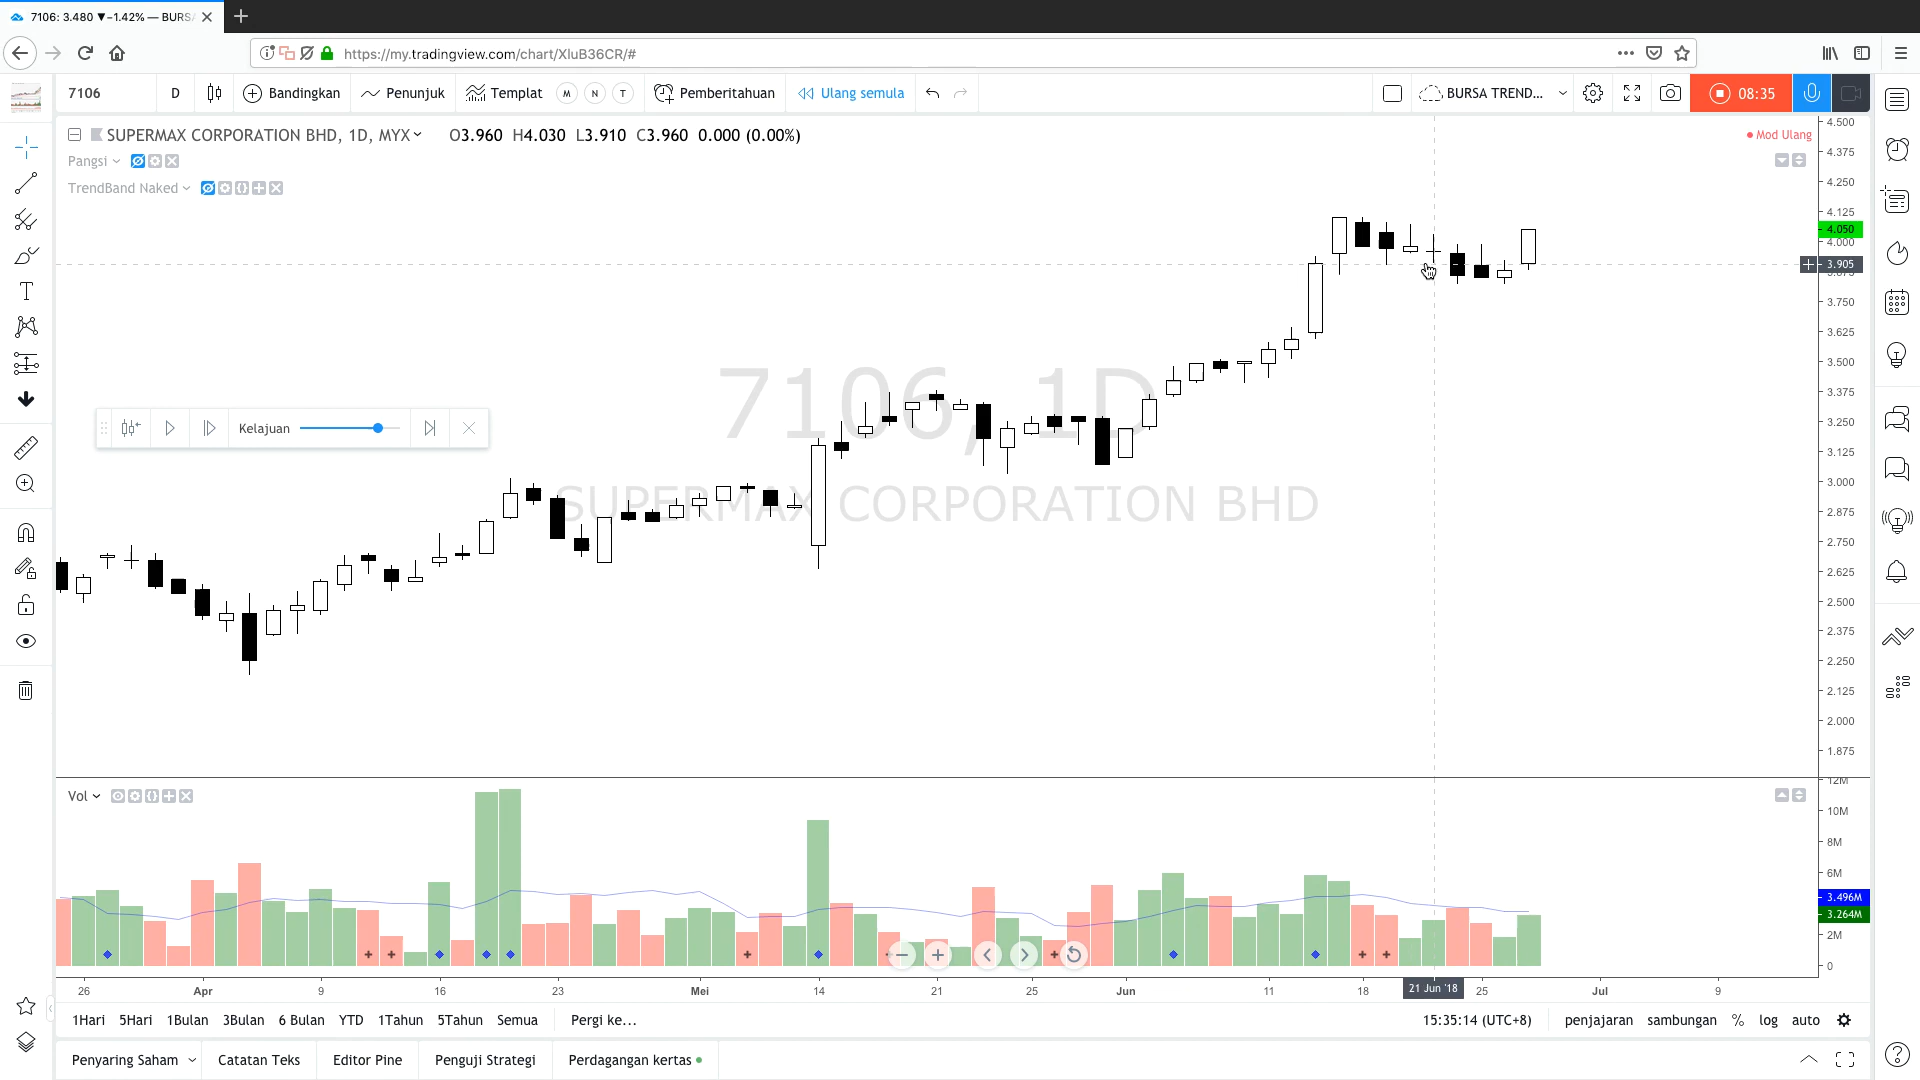 7106: 3.480 ▼−1.42% — BURSA
https://my.tradingview.com/chart/XluB36CR/#
7106 D Bandingkan Penunjuk Templat M N T Pemberitahuan Ulang semula BURSA TREND... 08:35
SUPERMAX CORPORATION BHD, 1D, MYX O3.960 H4.030 L3.910 C3.960 0.000 (0.00%)
Mod Ulang
Pangsi
TrendBand Naked
7106, 1D
SUPERMAX CORPORATION BHD
Kelajuan
4.500
4.375
4.250
4.125
4.050
4.000
3.905
3.750
3.625
3.500
3.375
3.250
3.125
3.000
2.875
2.750
2.625
2.500
2.375
2.250
2.125
2.000
1.875
Vol
12M
10M
8M
6M
3.496M
3.264M
2M
0
26 Apr 9 16 23 Mei 14 21 25 Jun 11 18 21 Jun '18 25 Jul 9
1Hari 5Hari 1Bulan 3Bulan 6 Bulan YTD 1Tahun 5Tahun Semua Pergi ke... 15:35:14 (UTC+8) penjajaran sambungan % log auto
Penyaring Saham Catatan Teks Editor Pine Penguji Strategi Perdagangan kertas